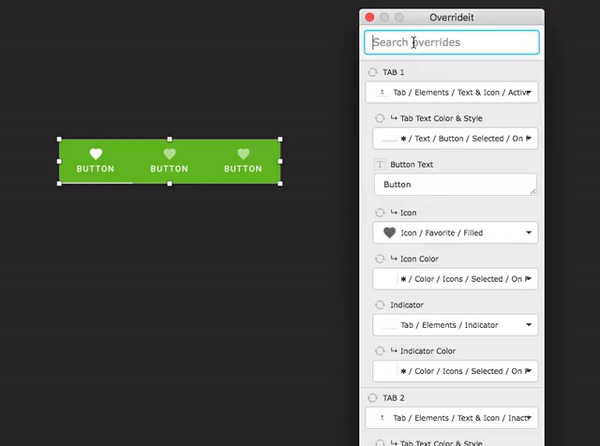 Overrideit
Search overrides
TAB 1
Tab / Elements / Text & Icon / Active
Tab Text Color & Style
✱ / Text / Button / Selected / On P
Button Text
T
Button
Icon
Icon / Favorite / Filled
Icon Color
✱ / Color / Icons / Selected / On P
Indicator
Tab / Elements / Indicator
Indicator Color
✱ / Color / Icons / Selected / On P
TAB 2
Tab / Elements / Text & Icon / Inact
Tab Text Color & Style
BUTTON BUTTON BUTTON